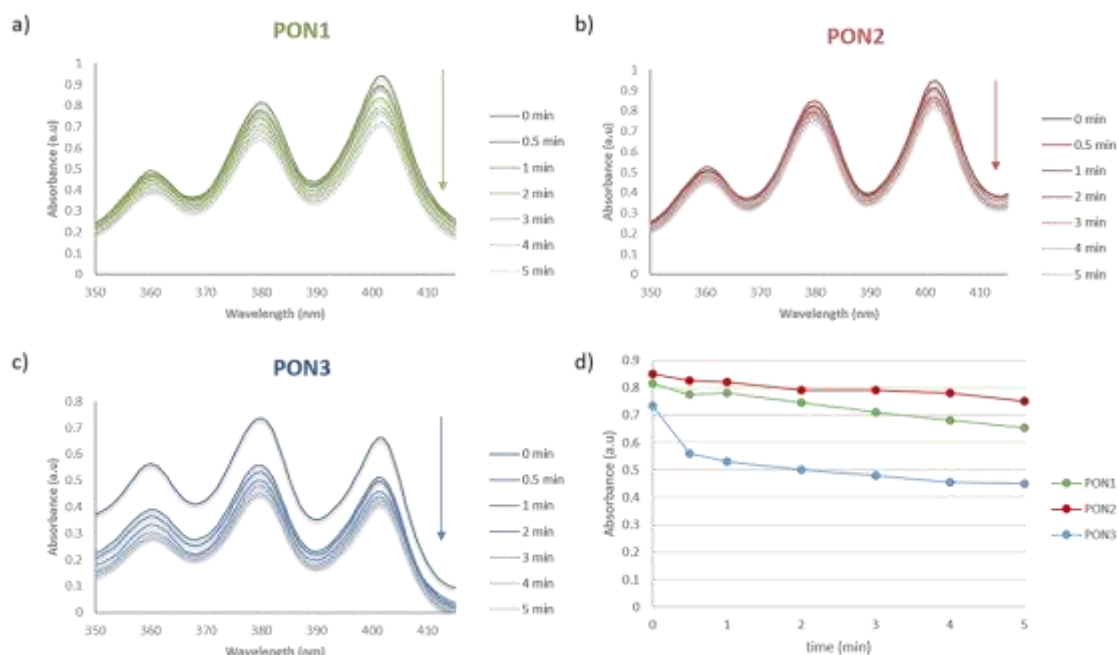 a)
PON1
Absorbance (a.u)
1
0.9
0.8
0.7
0.6
0.5
0.4
0.3
0.2
0.1
0
350 360 370 380 390 400 410
Wavelength (nm)
0 min
0.5 min
1 min
2 min
3 min
4 min
5 min
b)
PON2
Absorbance (a.u)
1
0.9
0.8
0.7
0.6
0.5
0.4
0.3
0.2
0.1
0
350 360 370 380 390 400 410
Wavelength (nm)
0 min
0.5 min
1 min
2 min
3 min
4 min
5 min
c)
PON3
Absorbance (a.u)
0.8
0.7
0.6
0.5
0.4
0.3
0.2
0.1
0
350 360 370 380 390 400 410
Wavelength (nm)
0 min
0.5 min
1 min
2 min
3 min
4 min
5 min
d)
Absorbance (a.u)
0.9
0.8
0.7
0.6
0.5
0.4
0.3
0.2
0.1
0
0 1 2 3 4 5
time (min)
PON1
PON2
PON3